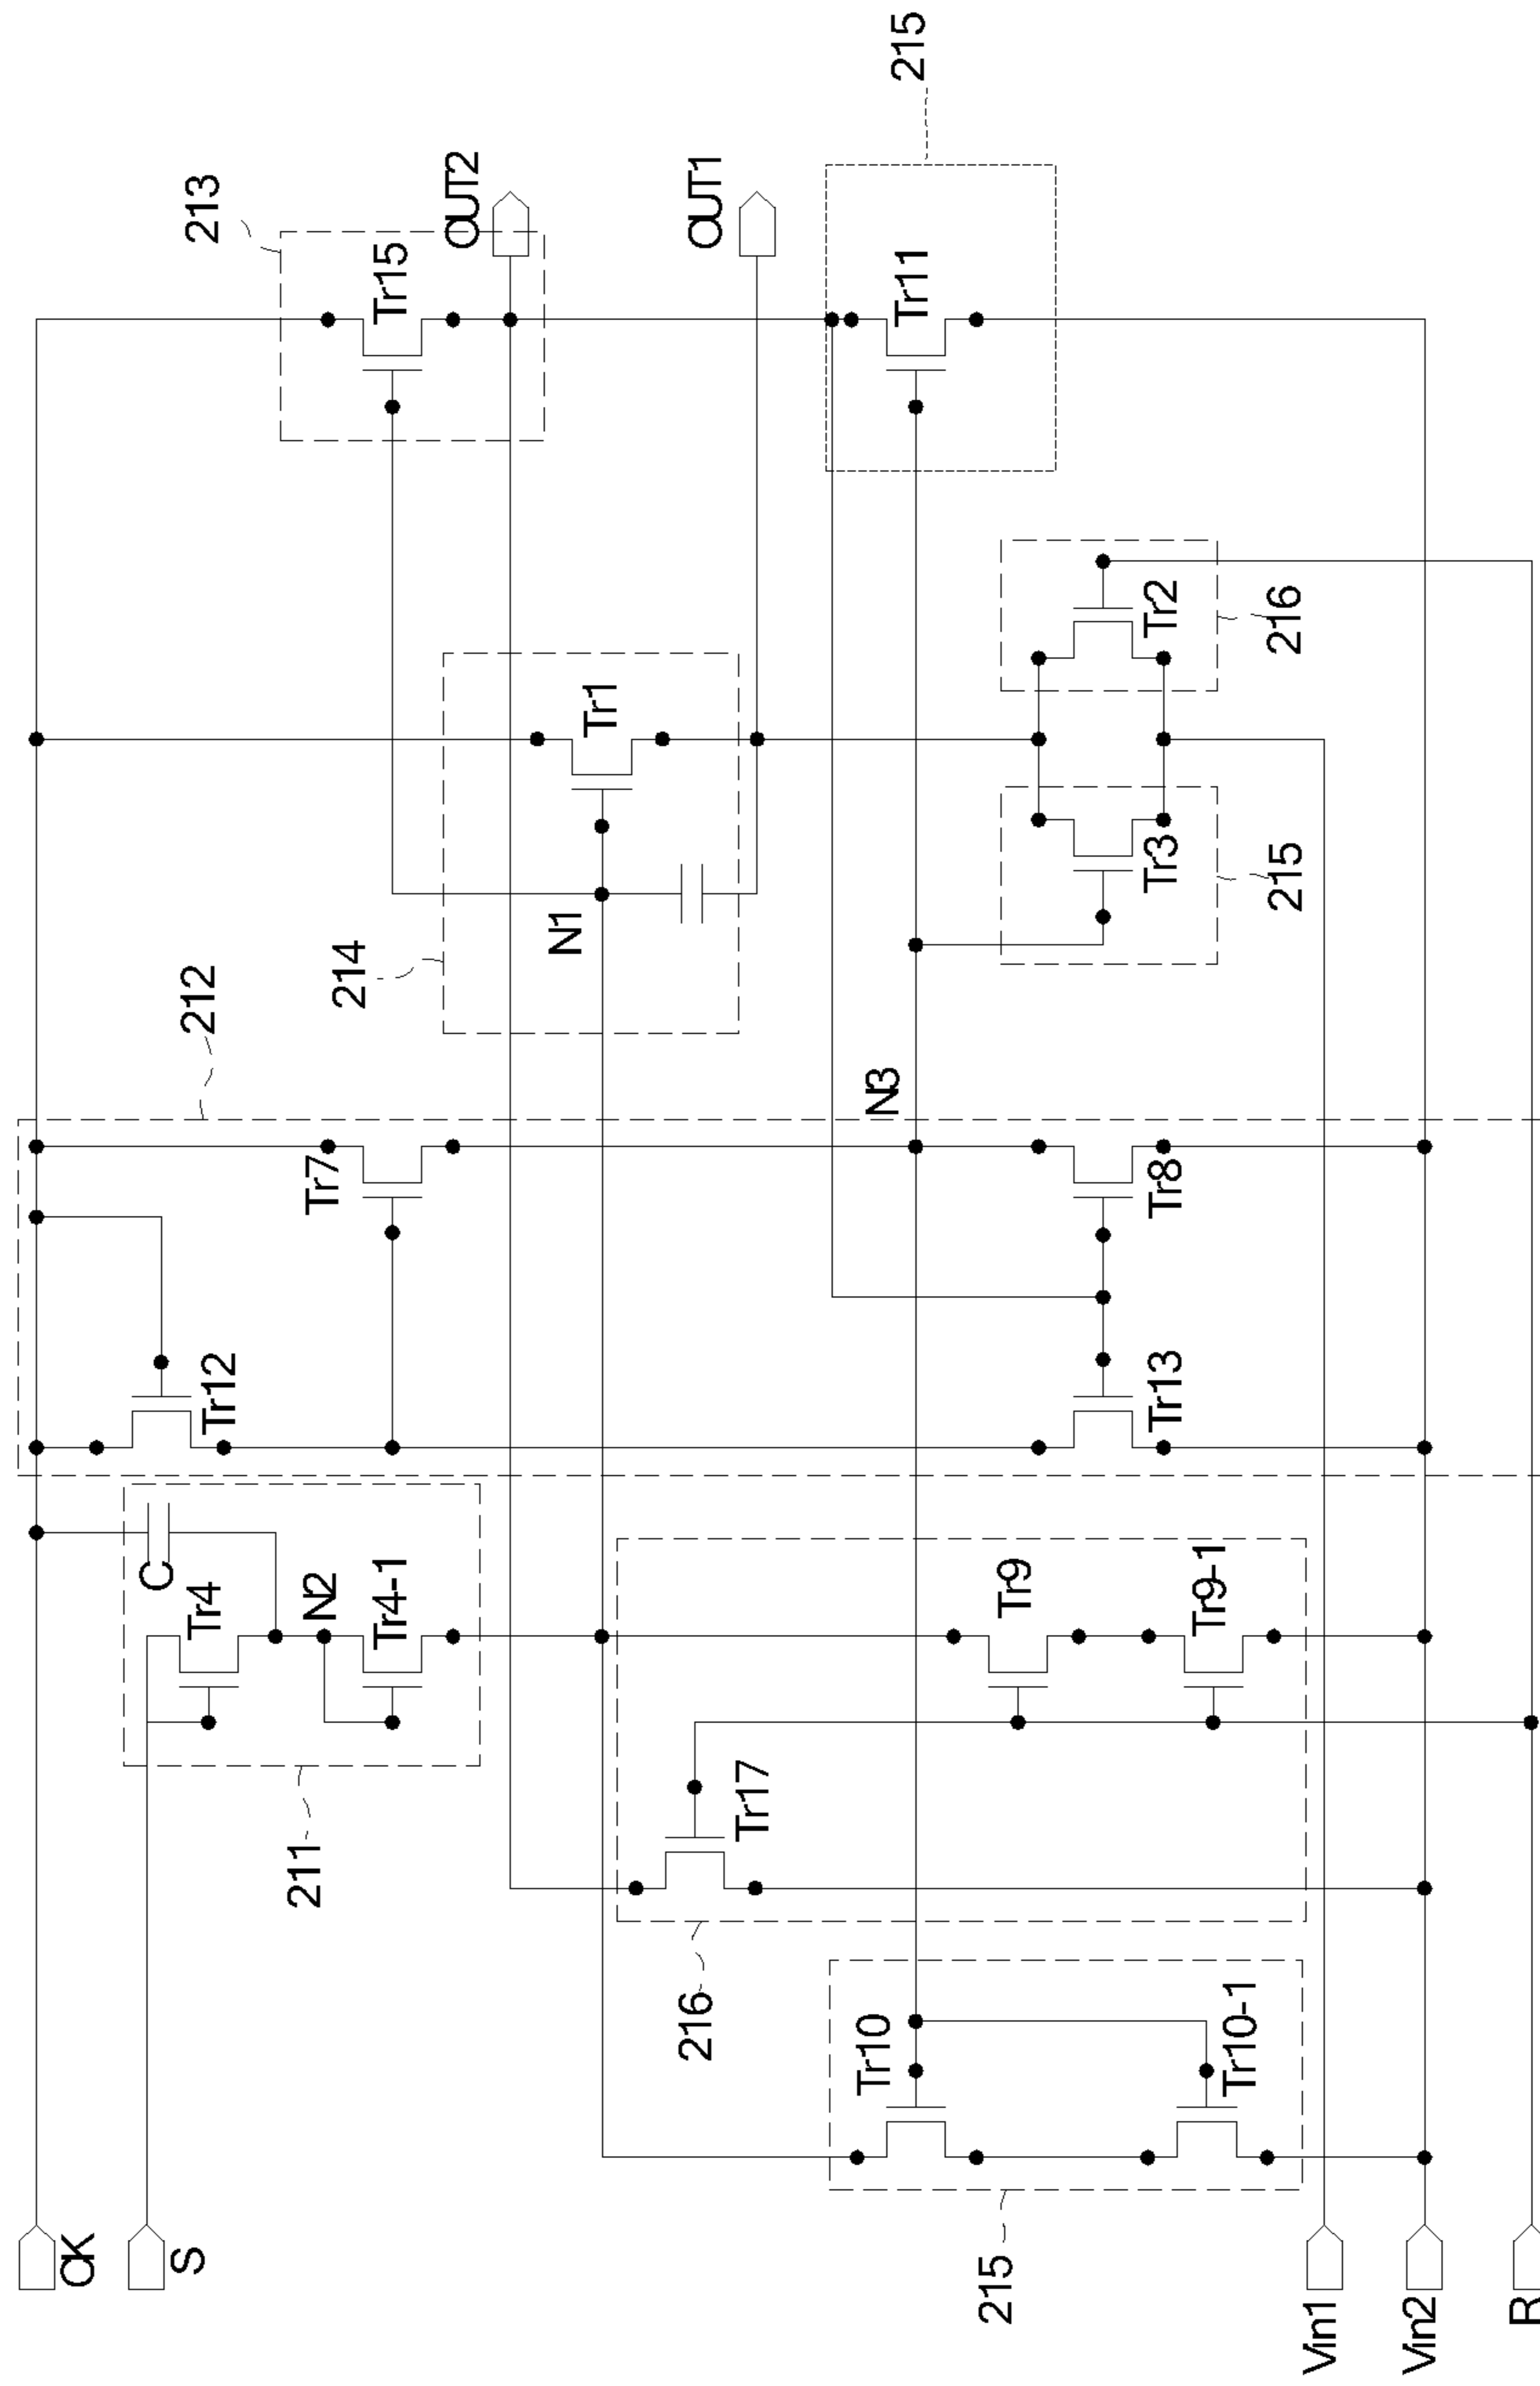 CK
S
Vin1
Vin2
R
211
C
Tr4
N2
Tr4-1
212
Tr12
Tr7
Tr13
Tr8
N3
213
Tr15
OUT2
214
N1
Tr1
OUT1
215
Tr11
Tr3
215
Tr2
216
216
Tr17
Tr9
Tr9-1
215
Tr10
Tr10-1